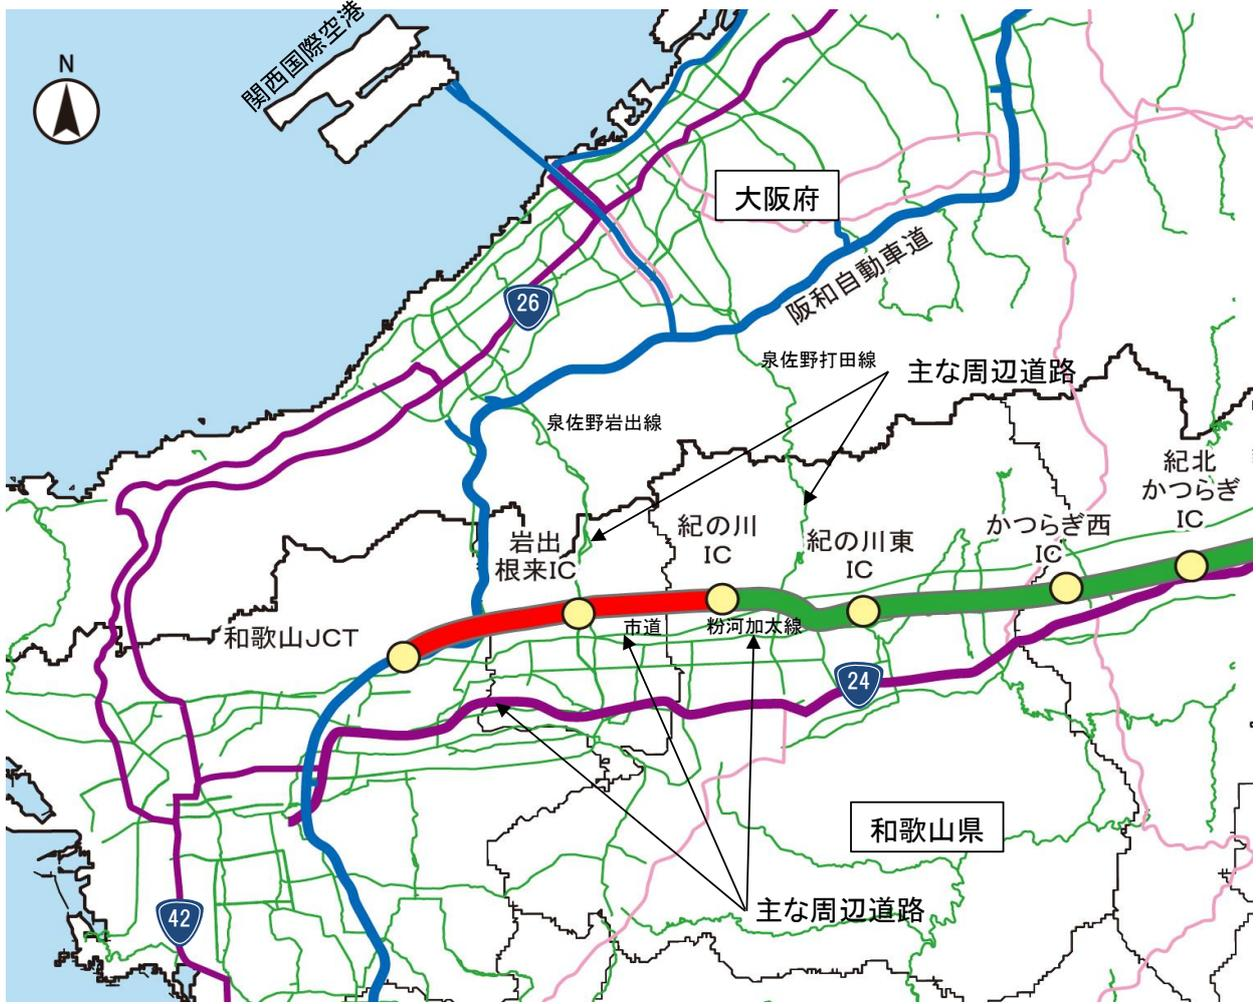 関西国際空港
N
大阪府
阪和自動車道
26
泉佐野打田線
主な周辺道路
泉佐野岩出線
紀北
かつらぎ
IC
紀の川
IC
かつらぎ西
IC
岩出
根来IC
紀の川東
IC
和歌山JCT
市道
粉河加太線
24
和歌山県
主な周辺道路
42